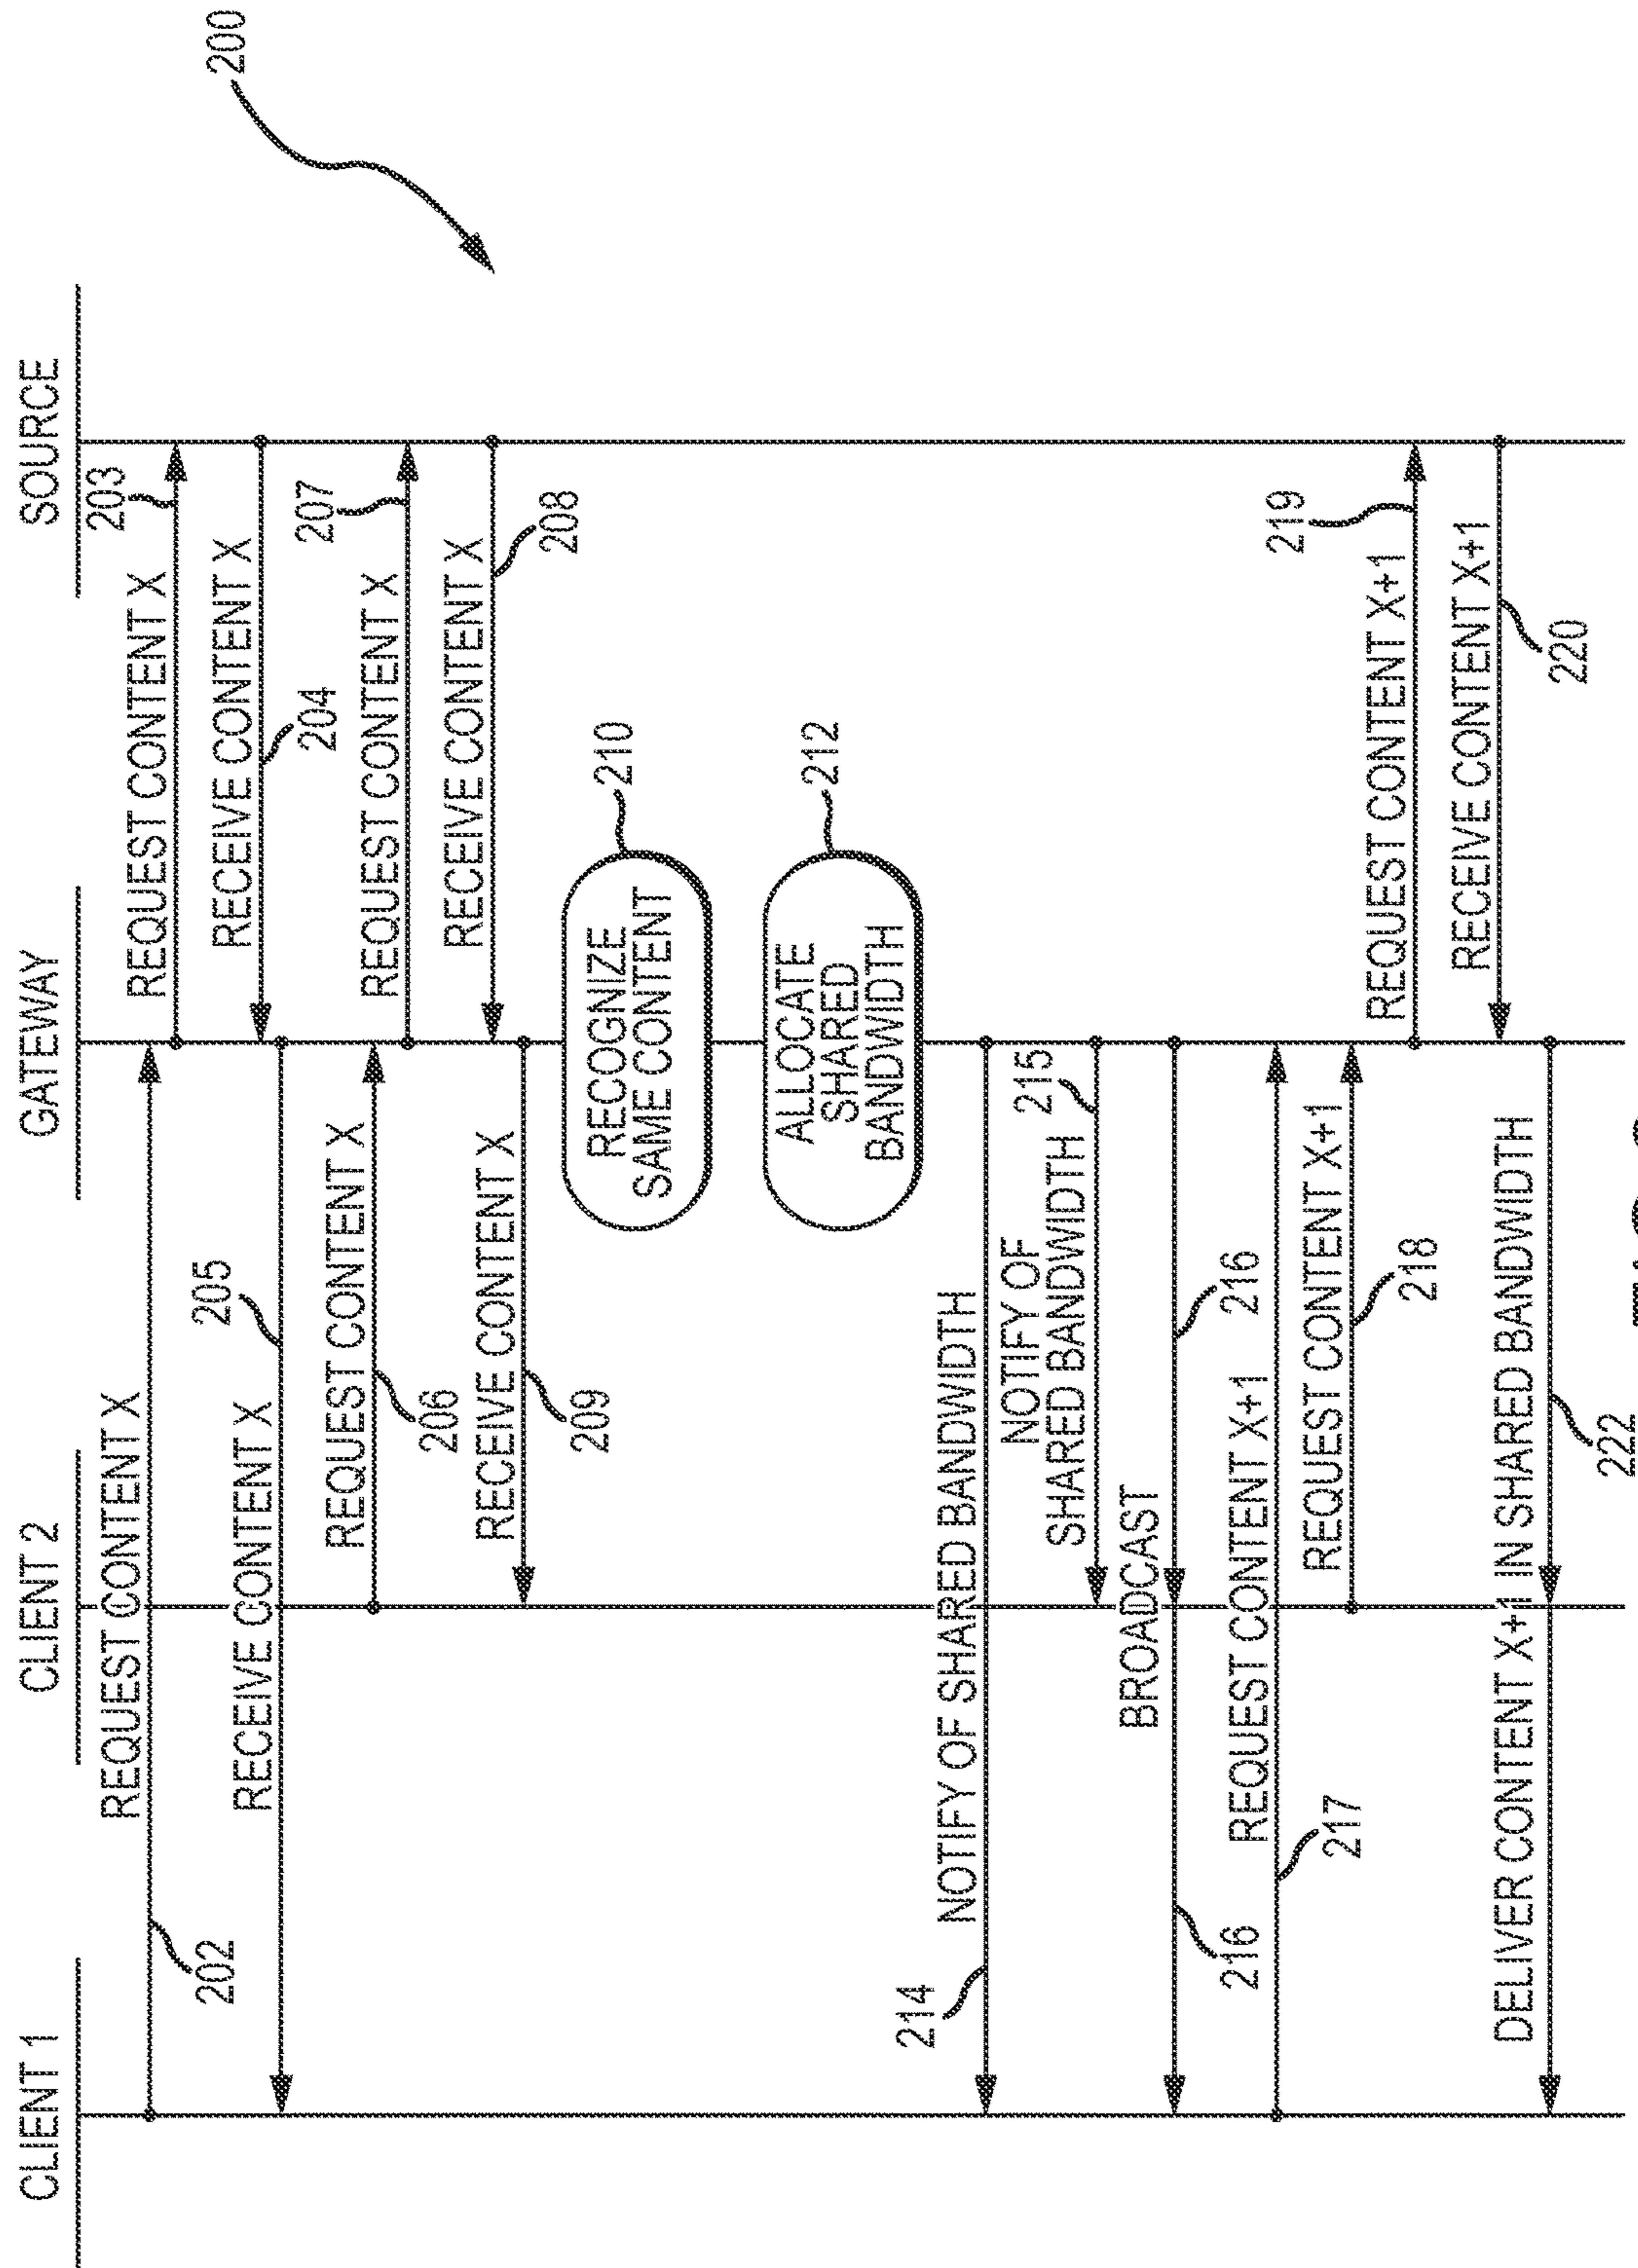 CLIENT 1
CLIENT 2
GATEWAY
SOURCE
200
REQUEST CONTENT X
202
REQUEST CONTENT X
203
RECEIVE CONTENT X
204
RECEIVE CONTENT X
205
REQUEST CONTENT X
206
REQUEST CONTENT X
207
RECEIVE CONTENT X
208
RECEIVE CONTENT X
209
RECOGNIZE
SAME CONTENT
210
ALLOCATE
SHARED
BANDWIDTH
212
NOTIFY OF SHARED BANDWIDTH
214
NOTIFY OF
SHARED BANDWIDTH
215
BROADCAST
216
216
REQUEST CONTENT X+1
217
REQUEST CONTENT X+1
218
REQUEST CONTENT X+1
219
RECEIVE CONTENT X+1
220
DELIVER CONTENT X+1 IN SHARED BANDWIDTH
222